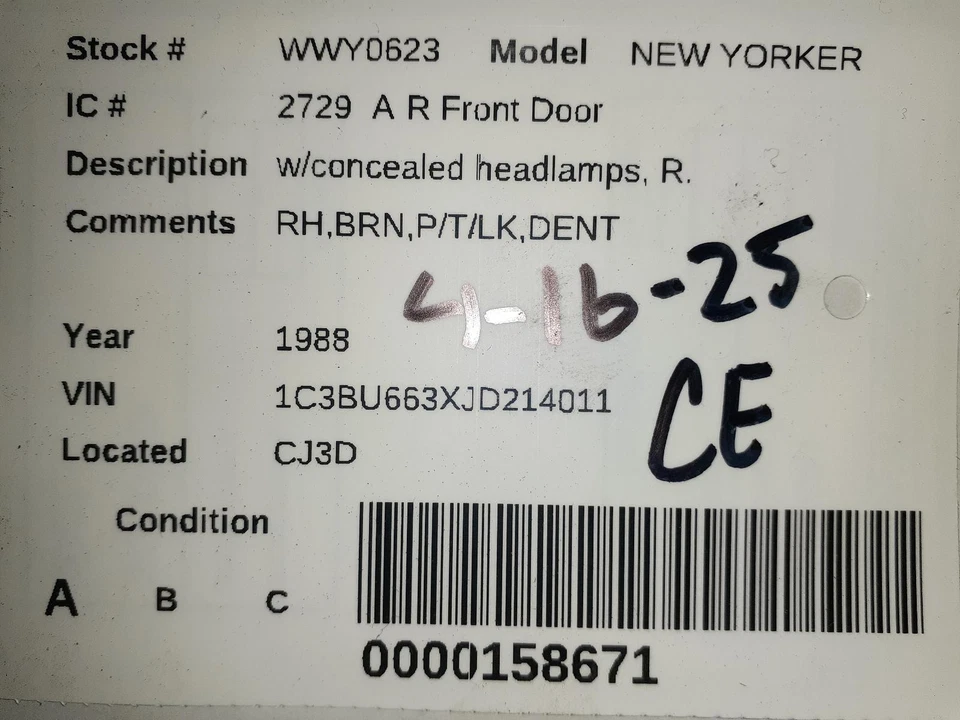 Stock # WWY0623 Model NEW YORKER
IC # 2729 A R Front Door
Description w/concealed headlamps, R.
Comments RH,BRN,P/T/LK,DENT
4-16-25
Year 1988
VIN 1C3BU663XJD214011
CE
Located CJ3D
Condition
A B C
0000158671